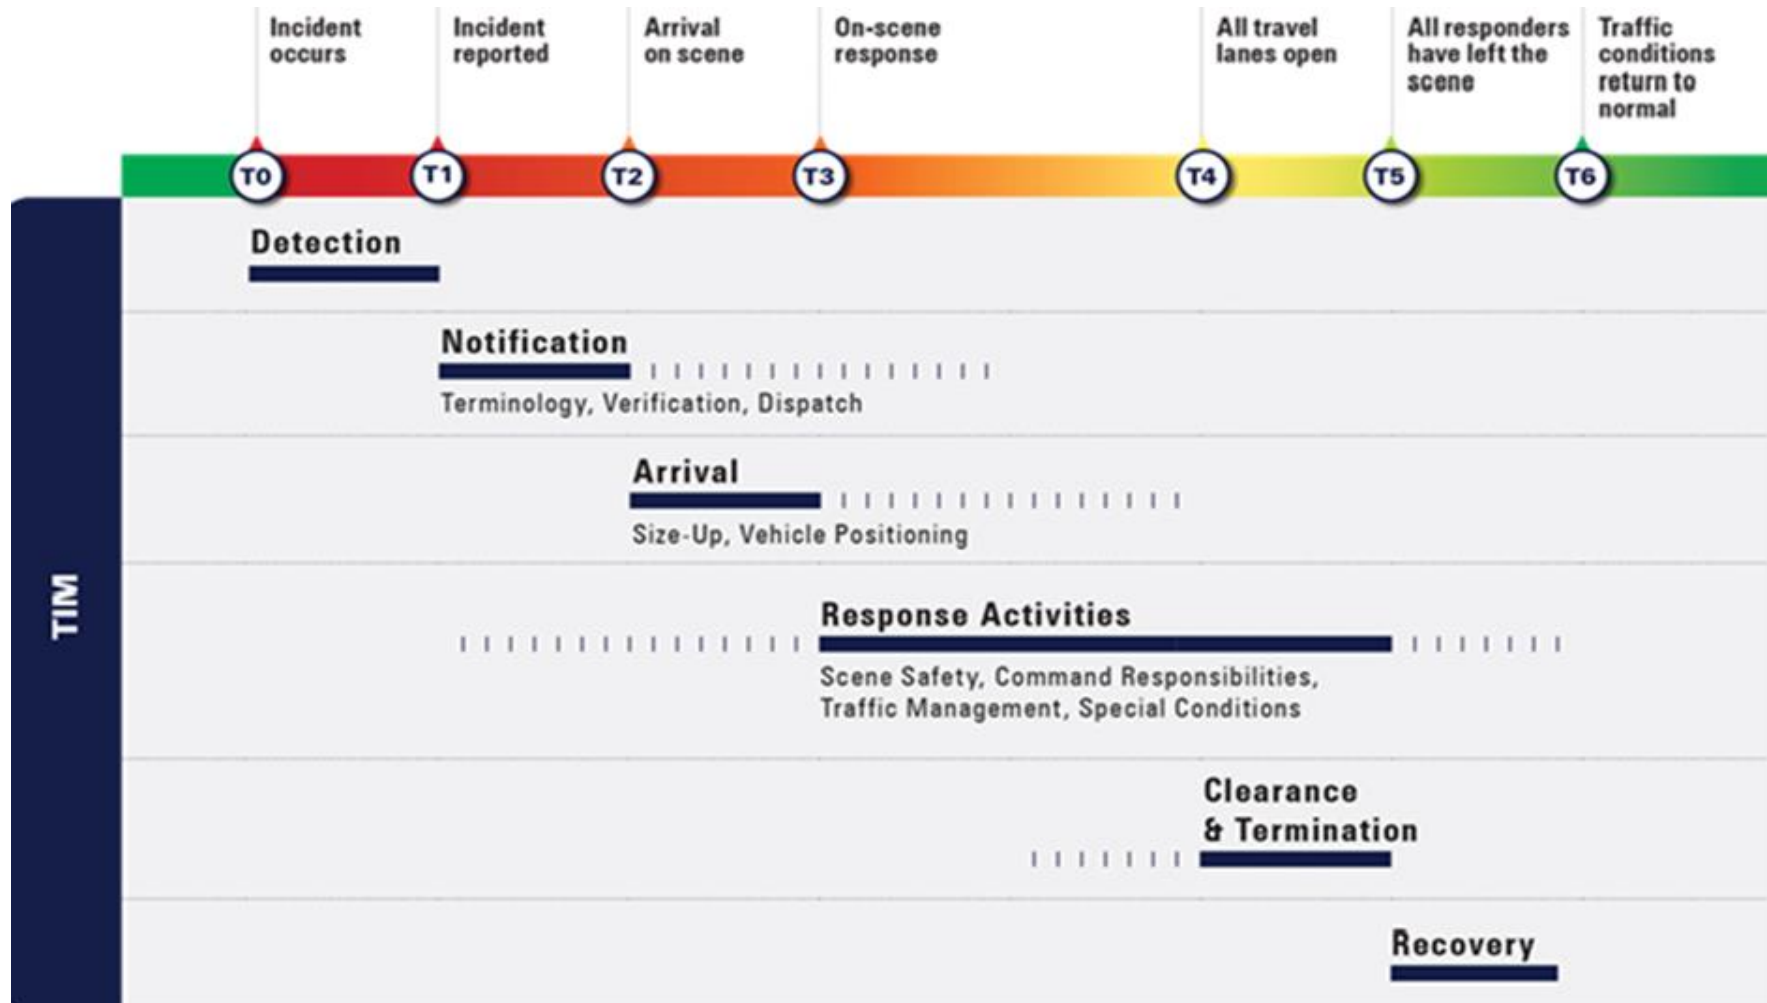 Incident
occurs
Incident
reported
Arrival
on scene
On-scene
response
All travel
lanes open
All responders
have left the
scene
Traffic
conditions
return to
normal
T0
T1
T2
T3
T4
T5
T6
TIM
Detection
Notification
Terminology, Verification, Dispatch
Arrival
Size-Up, Vehicle Positioning
Response Activities
Scene Safety, Command Responsibilities,
Traffic Management, Special Conditions
Clearance
& Termination
Recovery